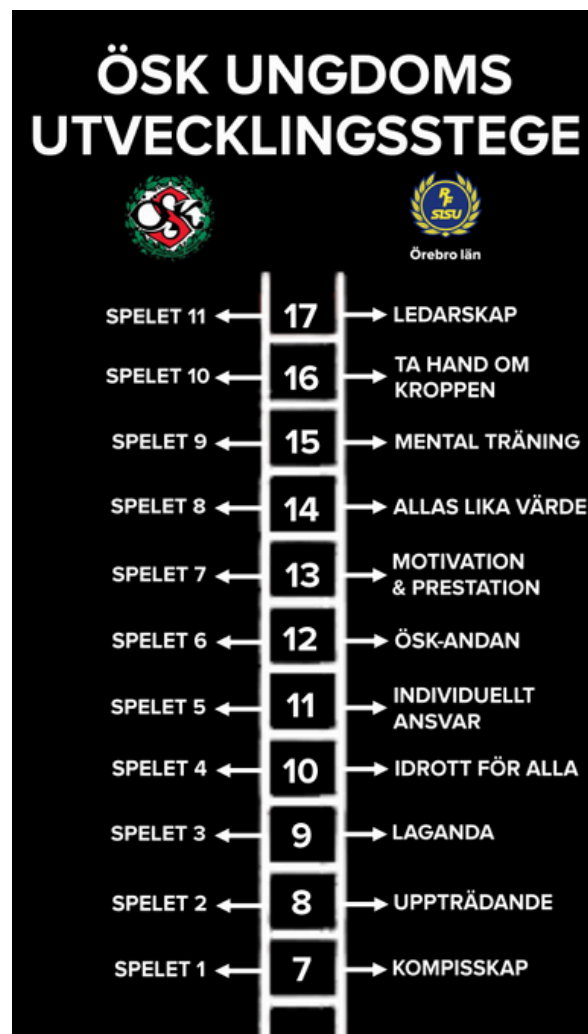 ÖSK UNGDOMS
UTVECKLINGSSTEGE
ÖSK
RF
SISU
Örebro län
SPELET 11 17 LEDARSKAP
SPELET 10 16 TA HAND OM
KROPPEN
SPELET 9 15 MENTAL TRÄNING
SPELET 8 14 ALLAS LIKA VÄRDE
SPELET 7 13 MOTIVATION
& PRESTATION
SPELET 6 12 ÖSK-ANDAN
SPELET 5 11 INDIVIDUELLT
ANSVAR
SPELET 4 10 IDROTT FÖR ALLA
SPELET 3 9 LAGANDA
SPELET 2 8 UPPTRÄDANDE
SPELET 1 7 KOMPISSKAP